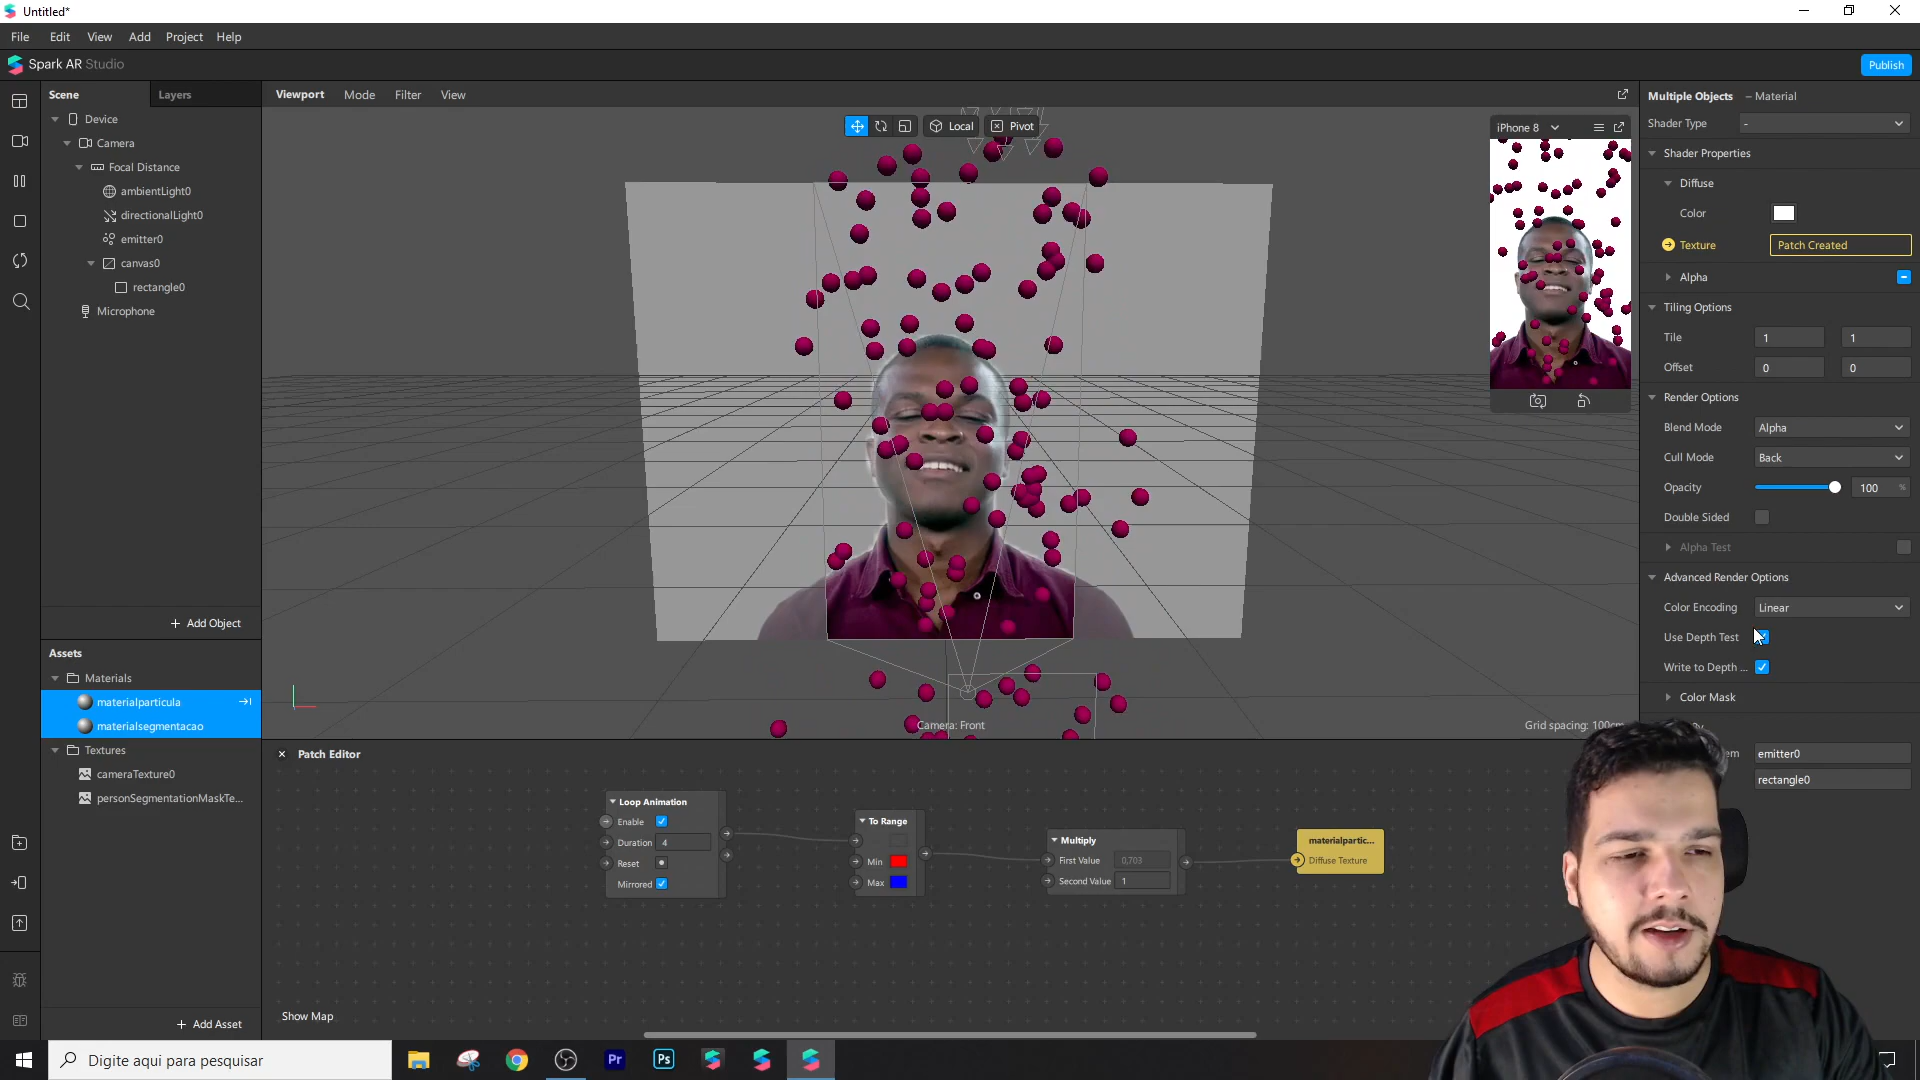 Untitled*
File Edit View Add Project Help
Spark AR Studio
Publish
Scene Layers
Viewport Mode Filter View
Multiple Objects – Material
Local Pivot
iPhone 8
Shader Type -
Device
Camera
Focal Distance
ambientLight0
directionalLight0
emitter0
canvas0
rectangle0
Microphone
Add Object
Shader Properties
Diffuse
Color
Texture Patch Created
Alpha
Tiling Options
Tile 1 1
Offset 0 0
Render Options
Blend Mode Alpha
Cull Mode Back
Opacity 100 %
Double Sided
Alpha Test
Advanced Render Options
Color Encoding Linear
Use Depth Test
Write to Depth ...
Color Mask
emitter0
rectangle0
Camera: Front
Grid spacing: 100c
Assets
Materials
materialparticula
materialsegmentacao
Textures
cameraTexture0
personSegmentationMaskTe...
Add Asset
Patch Editor
Loop Animation
Enable
Duration 4
Reset
Mirrored
To Range
Min
Max
Multiply
First Value 0,703
Second Value 1
materialpartic...
Diffuse Texture
Show Map
Digite aqui para pesquisar
Pr
Ps